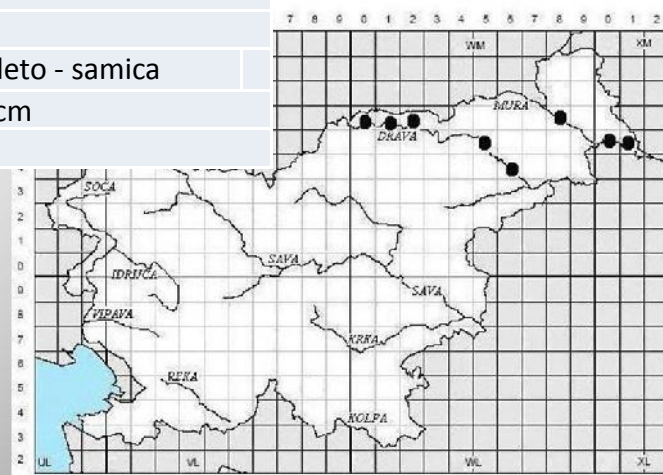 leto - samica
cm
7 8 9 0 1 2 3 4 5 6 7 8 9 0 1 2
WM XM
MURA
DRAVA
3
SOČA
2
1
SAVA
0
IDRIJCA
9
SAVA
8
VIPAVA
7
KRKA
6
REKA
5
4
KOLPA
3
2
UL VL WL XL